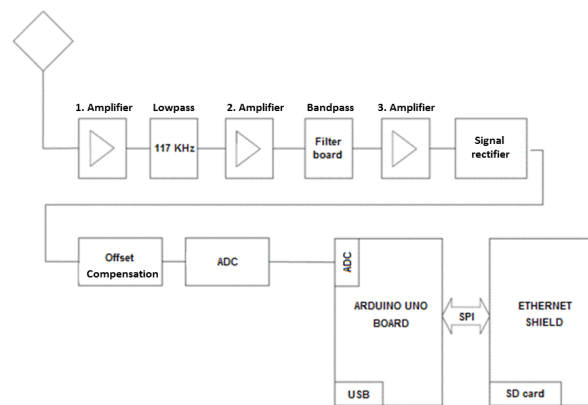 1. Amplifier
Lowpass
2. Amplifier
Bandpass
3. Amplifier
117 KHz
Filter
board
Signal
rectifier
Offset
Compensation
ADC
ADC
ARDUINO UNO
BOARD
USB
SPI
ETHERNET
SHIELD
SD card